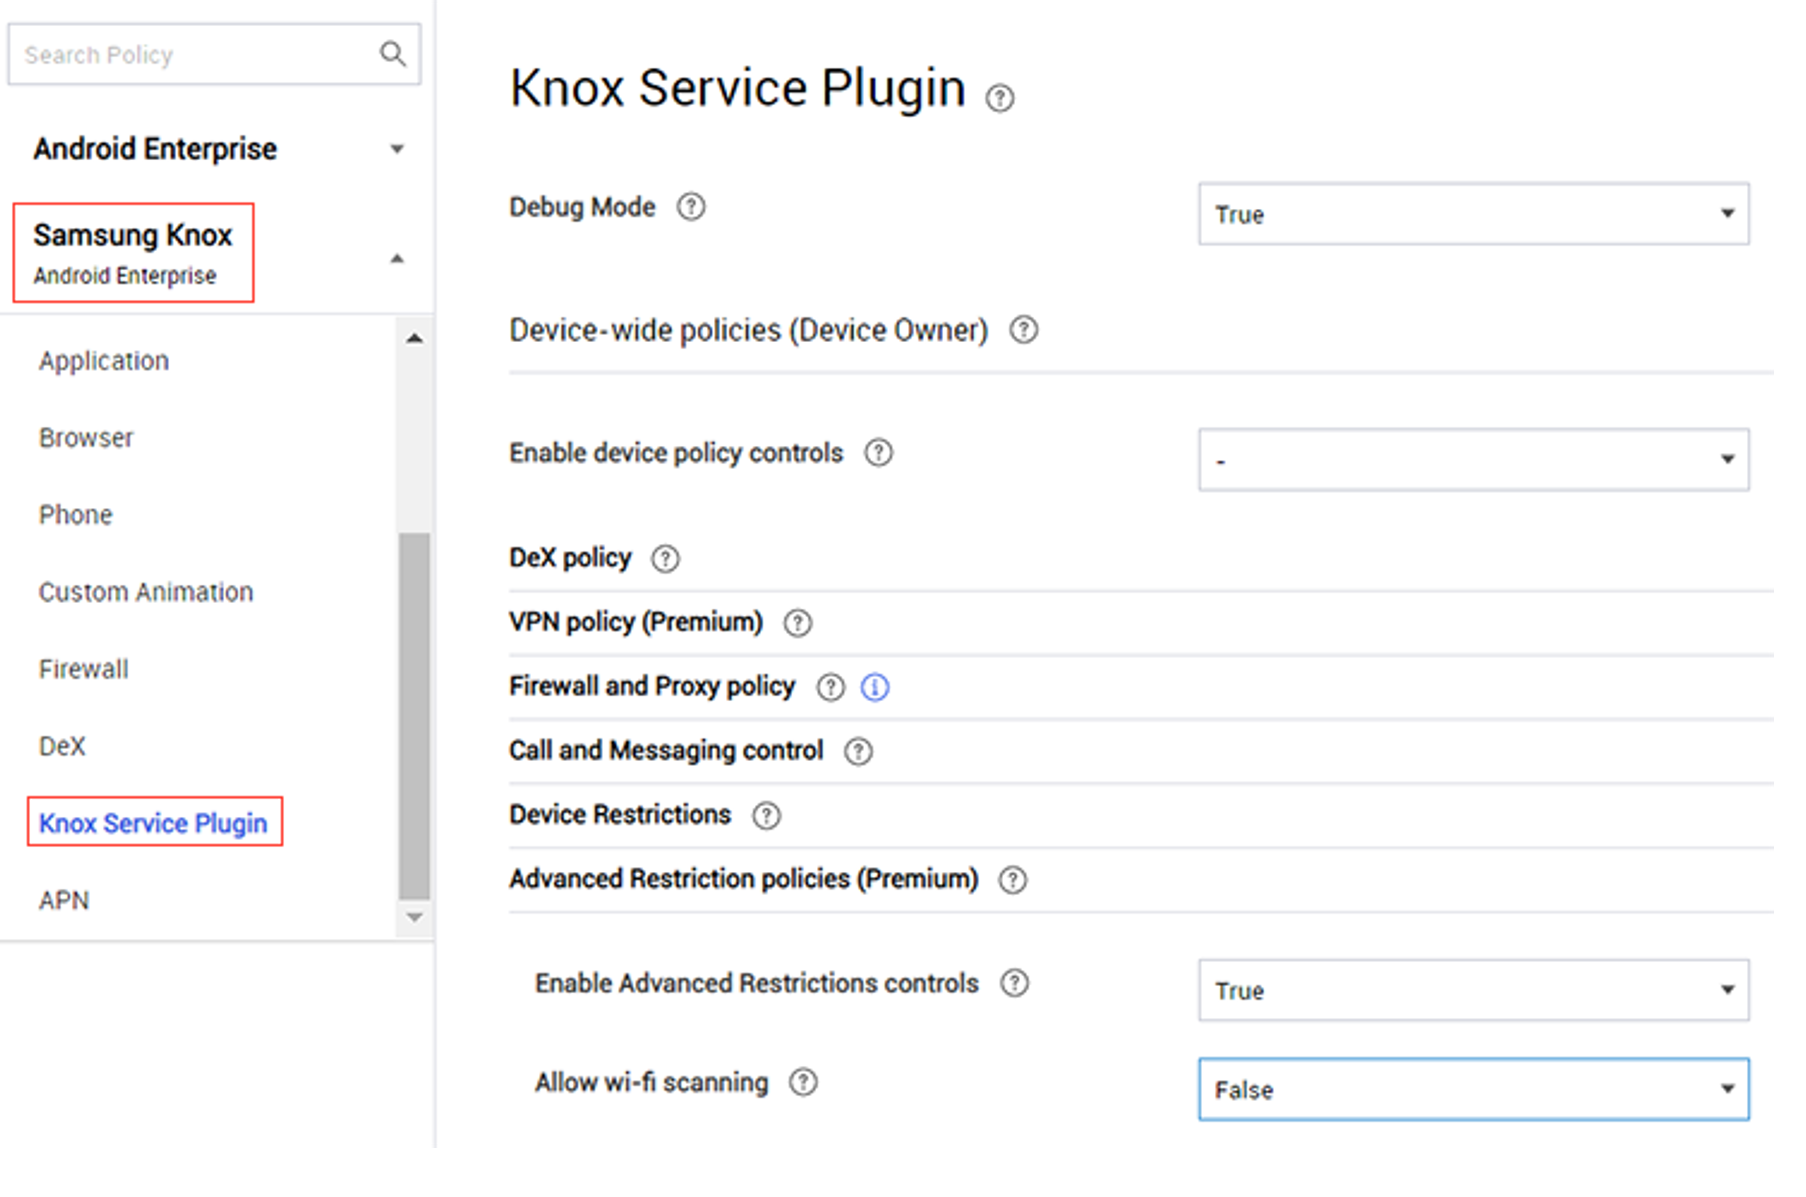 Search Policy
Android Enterprise
Samsung Knox
Android Enterprise
Application
Browser
Phone
Custom Animation
Firewall
DeX
Knox Service Plugin
APN
Knox Service Plugin
Debug Mode
True
Device-wide policies (Device Owner)
Enable device policy controls
-
DeX policy
VPN policy (Premium)
Firewall and Proxy policy
Call and Messaging control
Device Restrictions
Advanced Restriction policies (Premium)
Enable Advanced Restrictions controls
True
Allow wi-fi scanning
False